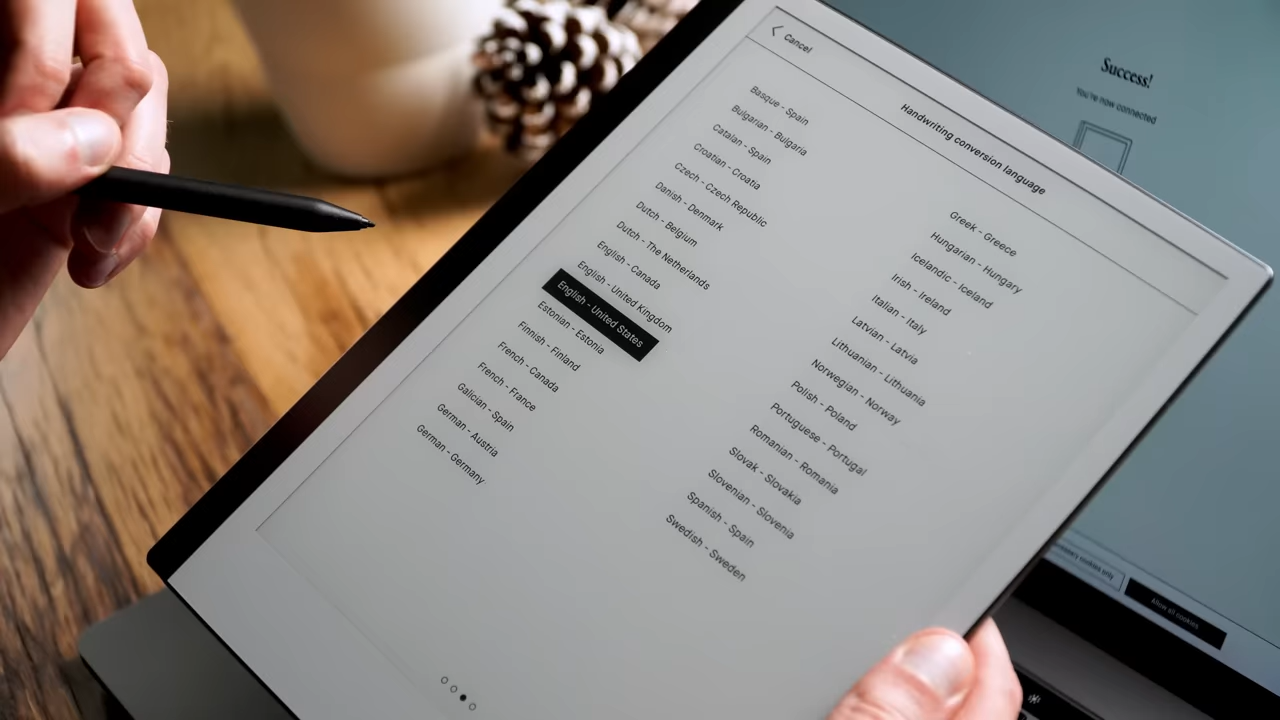 Cancel
Handwriting conversion language
Basque - Spain
Bulgarian - Bulgaria
Catalan - Spain
Croatian - Croatia
Czech - Czech Republic
Danish - Denmark
Dutch - Belgium
Dutch - The Netherlands
English - Canada
English - United Kingdom
English - United States
Estonian - Estonia
Finnish - Finland
French - Canada
French - France
Galician - Spain
German - Austria
German - Germany
Greek - Greece
Hungarian - Hungary
Icelandic - Iceland
Irish - Ireland
Italian - Italy
Latvian - Latvia
Lithuanian - Lithuania
Norwegian - Norway
Polish - Poland
Portuguese - Portugal
Romanian - Romania
Slovak - Slovakia
Slovenian - Slovenia
Spanish - Spain
Swedish - Sweden
Success!
You're now connected
cookies only
Allow all cookies